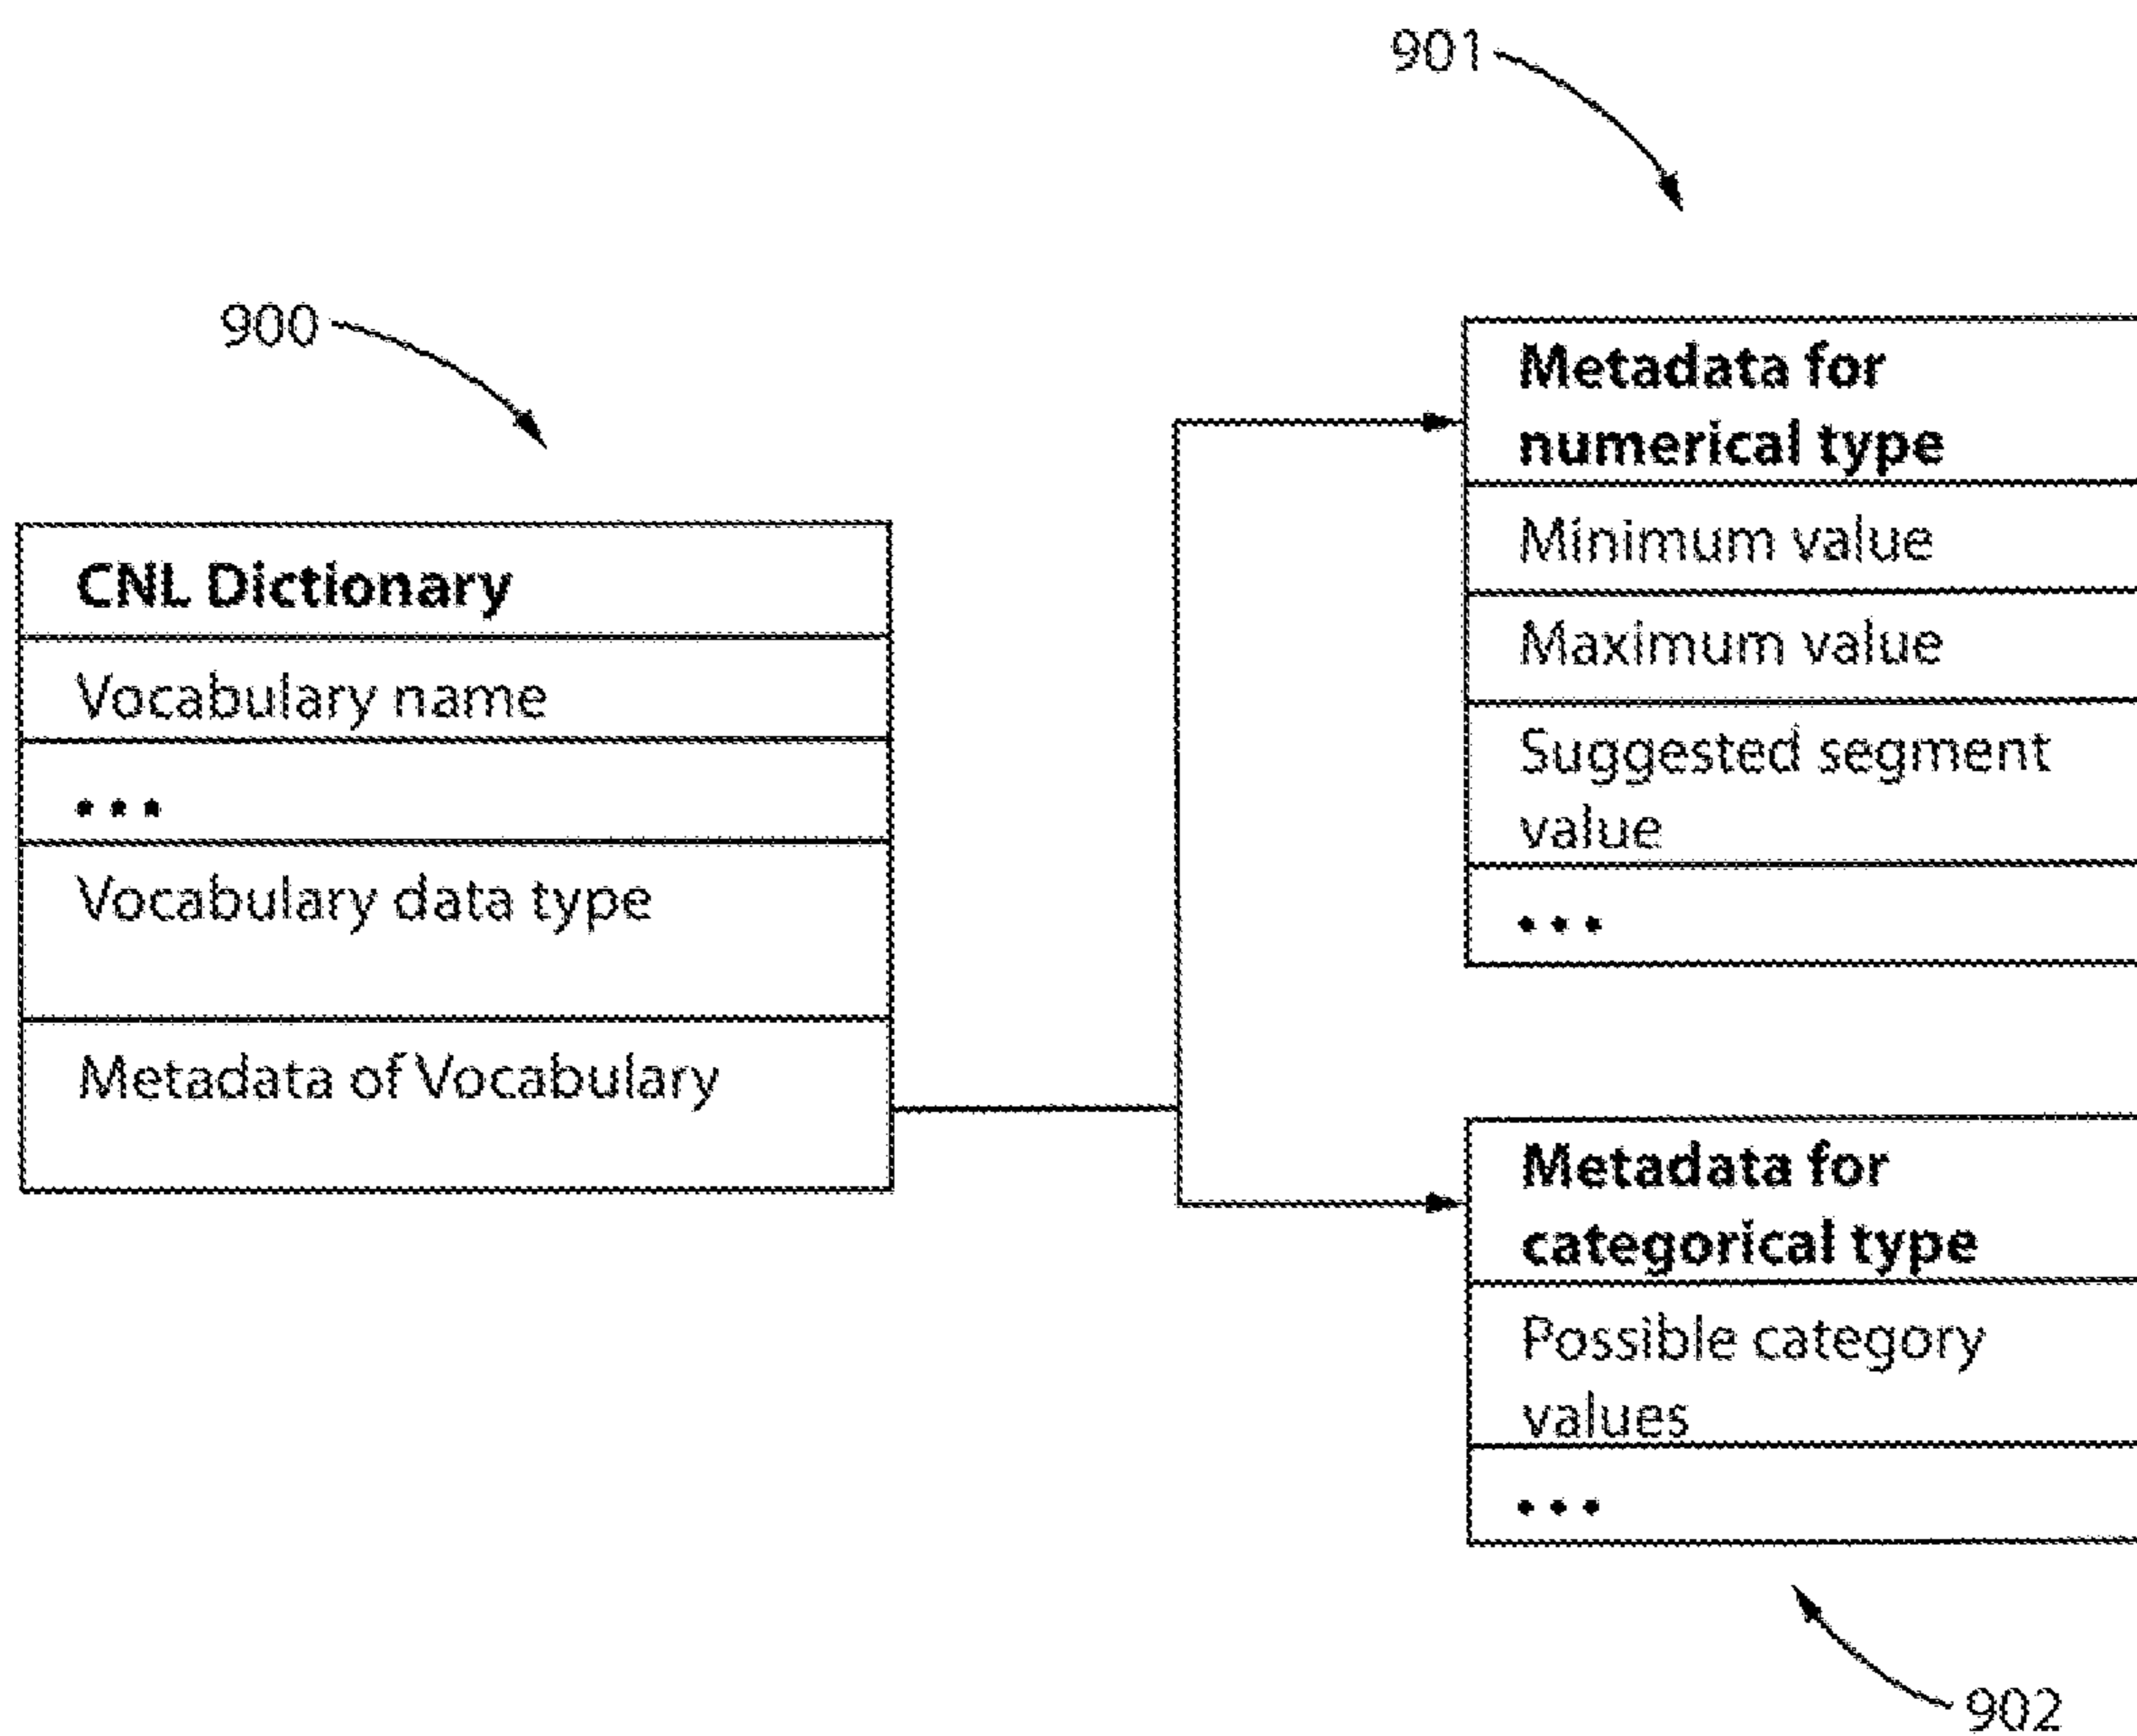 901
900
CNL Dictionary
Vocabulary name
...
Vocabulary data type
Metadata of Vocabulary
Metadata for
numerical type
Minimum value
Maximum value
Suggested segment
value
...
Metadata for
categorical type
Possible category
values
...
902